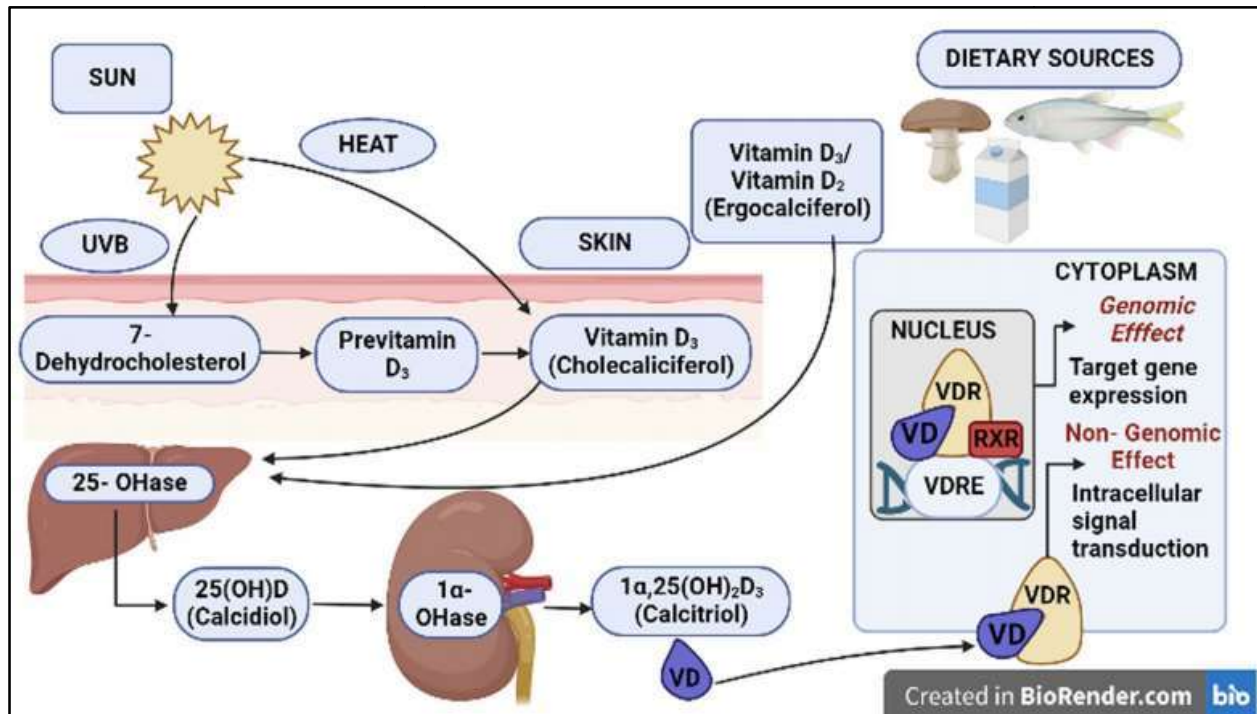 SUN
HEAT
UVB
SKIN
DIETARY SOURCES
Vitamin D₃/
Vitamin D₂
(Ergocalciferol)
7-
Dehydrocholesterol
Previtamin
D₃
Vitamin D₃
(Cholecaliciferol)
25- OHase
25(OH)D
(Calcidiol)
1α-
OHase
1α,25(OH)₂D₃
(Calcitriol)
VD
CYTOPLASM
NUCLEUS
VDR
VD
RXR
VDRE
Genomic
Efffect
Target gene
expression
Non- Genomic
Effect
Intracellular
signal
transduction
VDR
VD
Created in BioRender.com bio